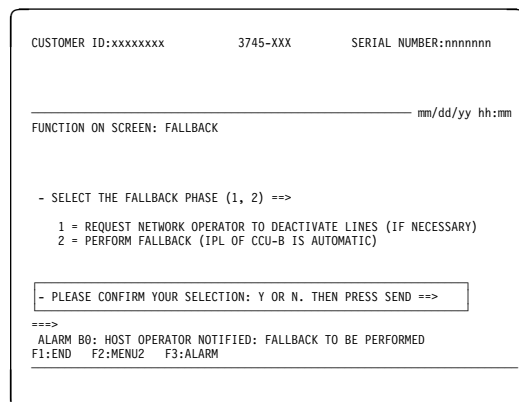 CUSTOMER ID:xxxxxxxx 3745-XXX SERIAL NUMBER:nnnnnnn
mm/dd/yy hh:mm
FUNCTION ON SCREEN: FALLBACK
- SELECT THE FALLBACK PHASE (1, 2) ==>
1 = REQUEST NETWORK OPERATOR TO DEACTIVATE LINES (IF NECESSARY)
2 = PERFORM FALLBACK (IPL OF CCU-B IS AUTOMATIC)
- PLEASE CONFIRM YOUR SELECTION: Y OR N. THEN PRESS SEND ==>
===>
ALARM B0: HOST OPERATOR NOTIFIED: FALLBACK TO BE PERFORMED
F1:END F2:MENU2 F3:ALARM